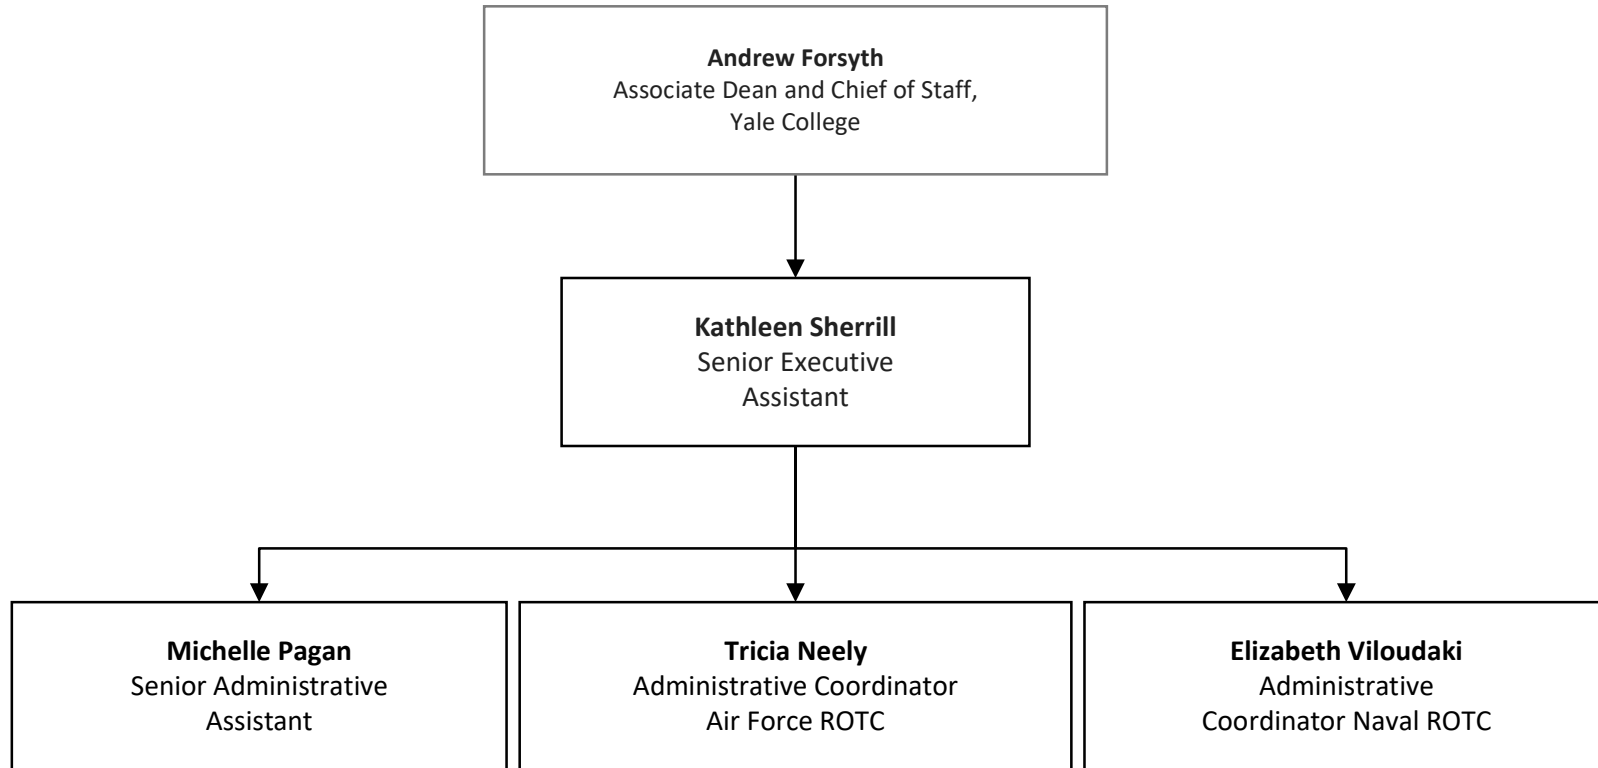 Andrew Forsyth
Associate Dean and Chief of Staff,
Yale College
Kathleen Sherrill
Senior Executive
Assistant
Michelle Pagan
Senior Administrative
Assistant
Tricia Neely
Administrative Coordinator
Air Force ROTC
Elizabeth Viloudaki
Administrative
Coordinator Naval ROTC